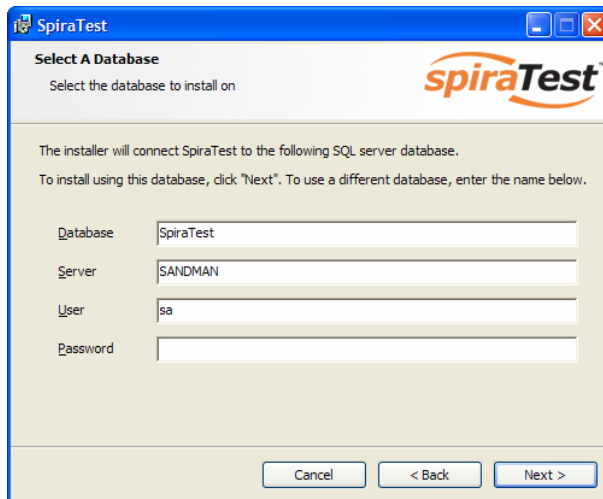 SpiraTest
Select A Database
Select the database to install on
spiraTest
The installer will connect SpiraTest to the following SQL server database.
To install using this database, click "Next". To use a different database, enter the name below.
Database SpiraTest
Server SANDMAN
User sa
Password
Cancel < Back Next >